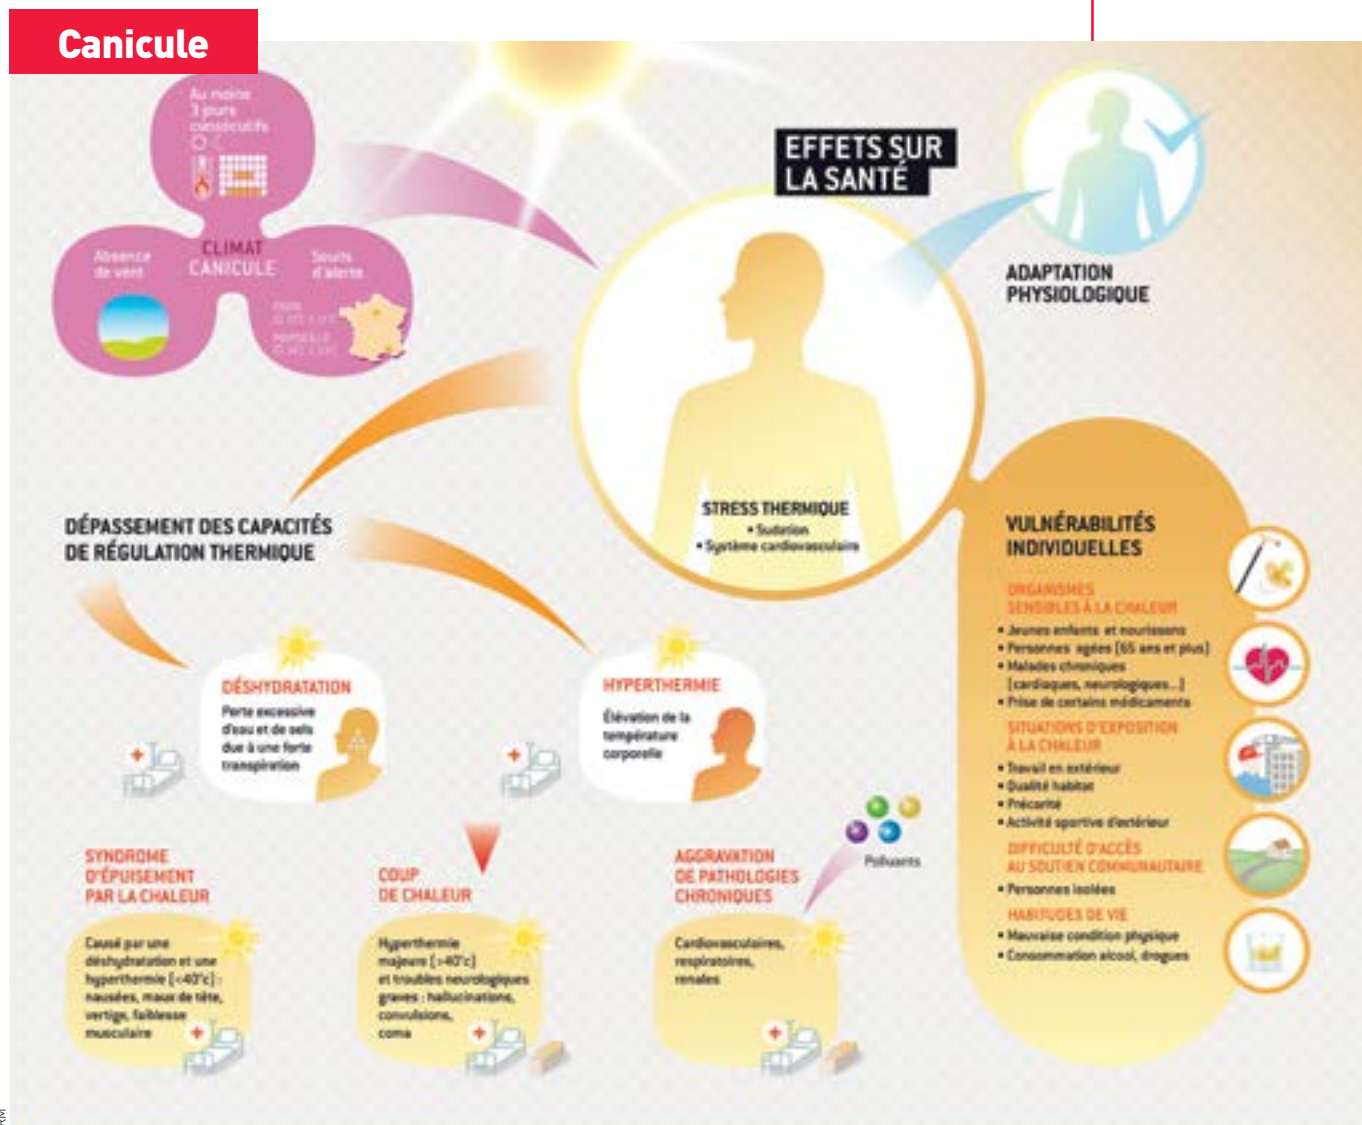 Canicule
Au moins
3 jours
consécutifs
Absence
de vent
CLIMAT
CANICULE
Seuils
d'alerte
PARIS
MARSEILLE
EFFETS SUR
LA SANTÉ
ADAPTATION
PHYSIOLOGIQUE
STRESS THERMIQUE
• Sudation
• Système cardiovasculaire
DÉPASSEMENT DES CAPACITÉS
DE RÉGULATION THERMIQUE
DÉSHYDRATATION
Perte excessive
d'eau et de sels
due à une forte
transpiration
HYPERTHERMIE
Élévation de la
température
corporelle
SYNDROME
D'ÉPUISEMENT
PAR LA CHALEUR
Causé par une
déshydratation et une
hyperthermie (<40°c) :
nausées, maux de tête,
vertige, faiblesse
musculaire
COUP
DE CHALEUR
Hyperthermie
majeure (>40°c)
et troubles neurologiques
graves : hallucinations,
convulsions,
coma
AGGRAVATION
DE PATHOLOGIES
CHRONIQUES
Cardiovasculaires,
respiratoires,
renales
Polluants
VULNÉRABILITÉS
INDIVIDUELLES
ORGANISMES
SENSIBLES À LA CHALEUR
• Jeunes enfants et nourissons
• Personnes agées (65 ans et plus)
• Malades chroniques
(cardiaques, neurologiques...)
• Prise de certains médicaments
SITUATIONS D'EXPOSITION
À LA CHALEUR
• Travail en extérieur
• Qualité habitat
• Précarité
• Activité sportive d'extérieur
DIFFICULTÉ D'ACCÈS
AU SOUTIEN COMMUNAUTAIRE
• Personnes isolées
HABITUDES DE VIE
• Mauvaise condition physique
• Consommation alcool, drogues